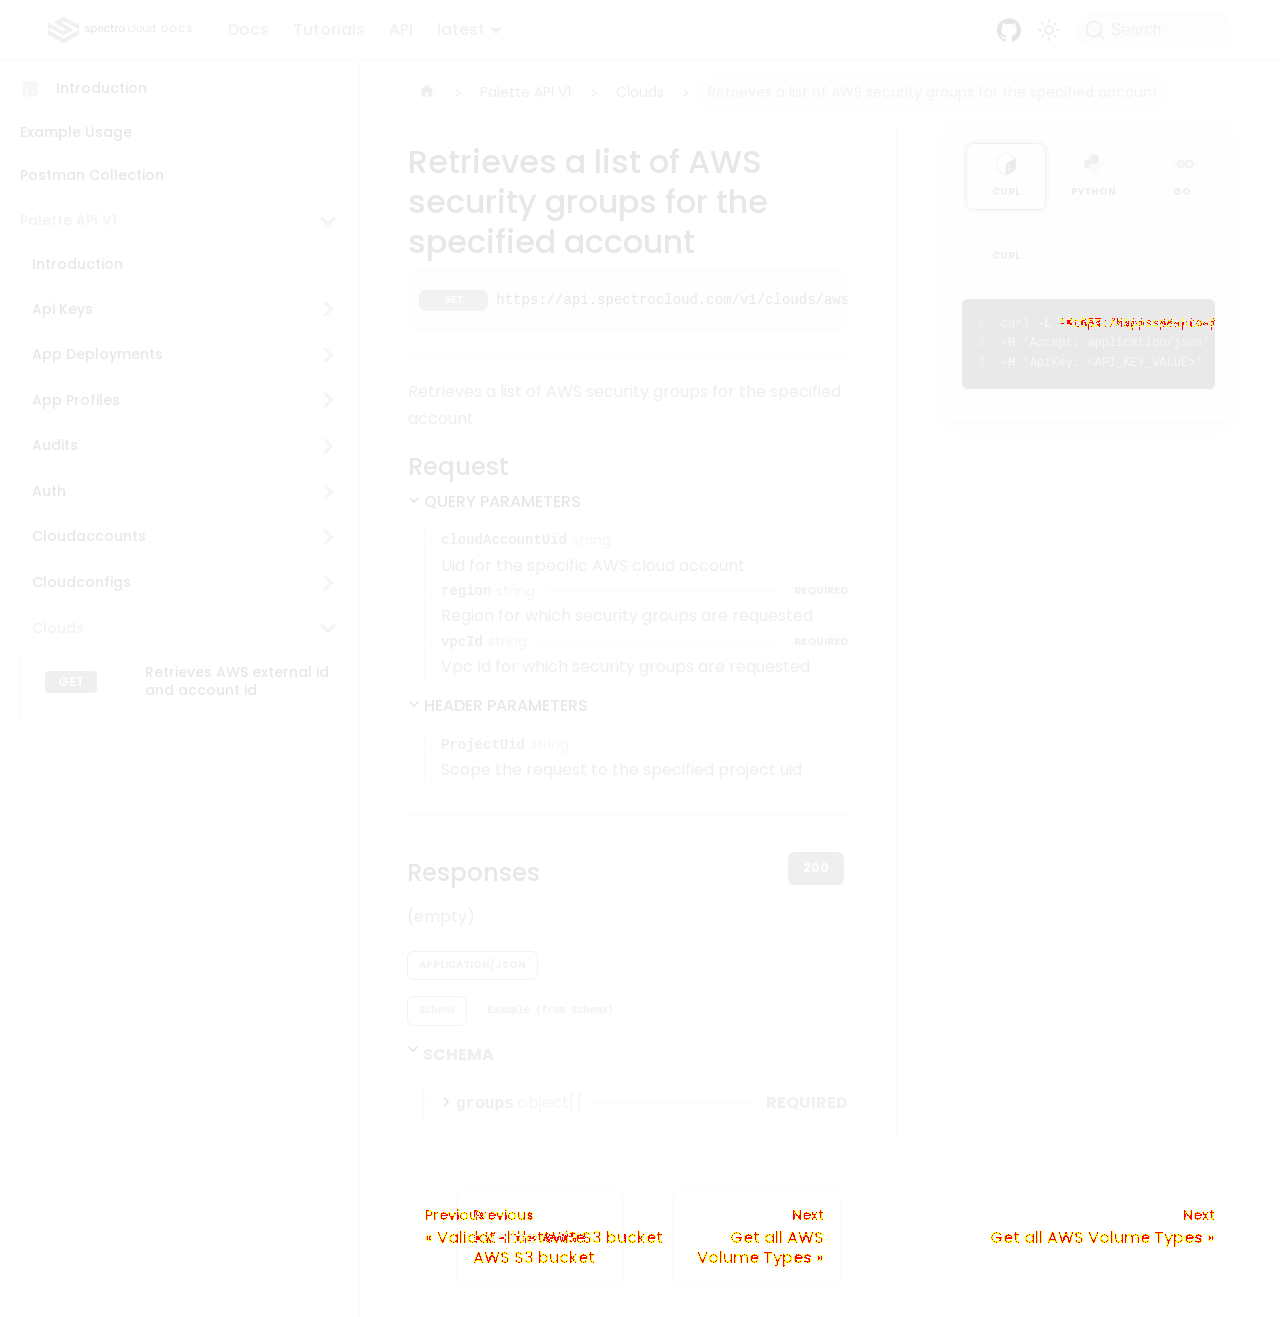 spectro cloud DOCS
Docs Tutorials API latest
Search
Introduction
Example Usage
Postman Collection
Palette API V1
Introduction
Api Keys
App Deployments
App Profiles
Audits
Auth
Cloudaccounts
Cloudconfigs
Clouds
GET Retrieves AWS external id
and account id
Palette API V1 > Clouds > Retrieves a list of AWS security groups for the specified account
Retrieves a list of AWS
security groups for the
specified account
GET https://api.spectrocloud.com/v1/clouds/aws
Retrieves a list of AWS security groups for the specified
account
Request
QUERY PARAMETERS
cloudAccountUid string
Uid for the specific AWS cloud account
region string REQUIRED
Region for which security groups are requested
vpcId string REQUIRED
Vpc Id for which security groups are requested
HEADER PARAMETERS
ProjectUid string
Scope the request to the specified project uid
Responses
200
(empty)
APPLICATION/JSON
Schema Example (from schema)
SCHEMA
groups object[] REQUIRED
CURL PYTHON GO
CURL
1 curl -L
2 -H 'Accept: application/json'
3 -H 'ApiKey: <API_KEY_VALUE>'
Previous Previous Next Next
S3 bucket Get all AWS Get all AWS Volume Types »
AWS S3 bucket Volume Types »